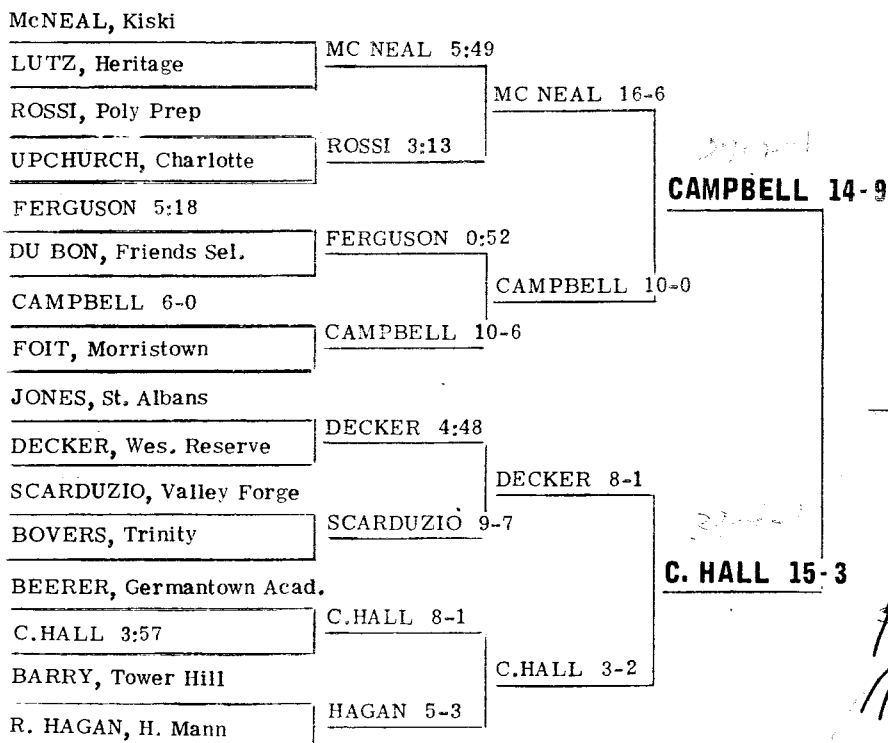 McNEAL, Kiski
LUTZ, Heritage
ROSSI, Poly Prep
UPCHURCH, Charlotte
FERGUSON 5:18
DU BON, Friends Sel.
CAMPBELL 6-0
FOIT, Morristown
JONES, St. Albans
DECKER, Wes. Reserve
SCARDUZIO, Valley Forge
BOVERS, Trinity
BEERER, Germantown Acad.
C.HALL 3:57
BARRY, Tower Hill
R. HAGAN, H. Mann
MC NEAL 5:49
ROSSI 3:13
FERGUSON 0:52
CAMPBELL 10-6
DECKER 4:48
SCARDUZIO 9-7
C.HALL 8-1
HAGAN 5-3
MC NEAL 16-6
CAMPBELL 10-0
DECKER 8-1
C.HALL 3-2
CAMPBELL 14-9
C. HALL 15-3